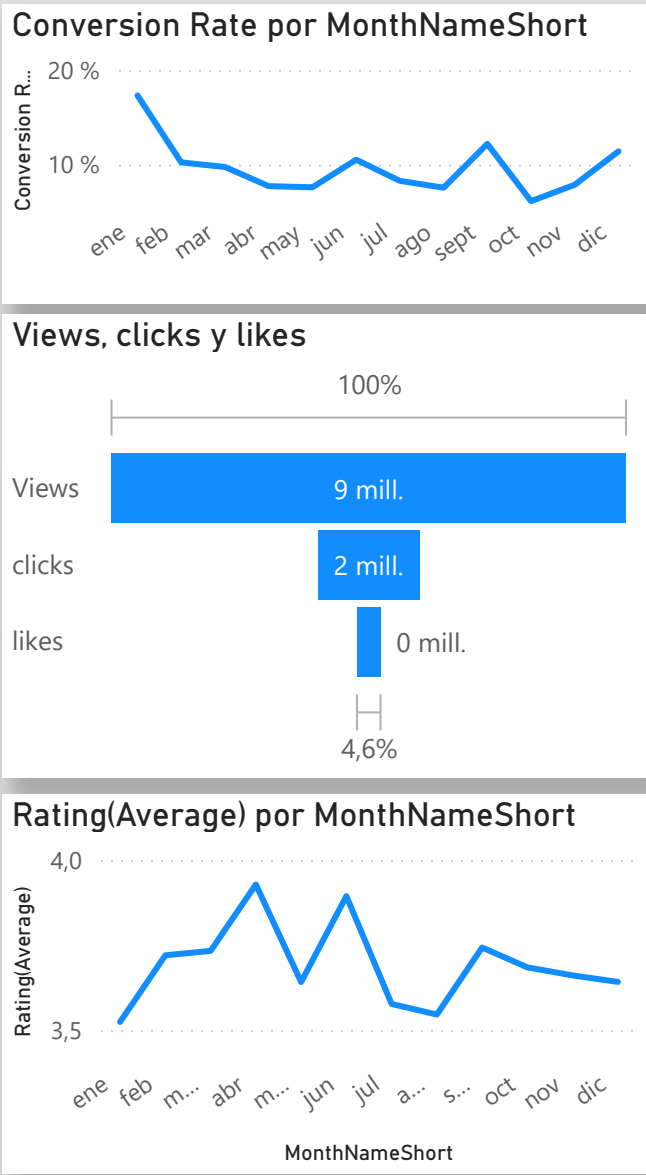 Conversion Rate por MonthNameShort
Conversion R...
20 %
10 %
ene feb mar abr may jun jul ago sept oct nov dic
Views, clicks y likes
100%
Views 9 mill.
clicks 2 mill.
likes 0 mill.
4,6%
Rating(Average) por MonthNameShort
Rating(Average)
4,0
3,5
ene feb m... abr m... jun jul a... s... oct nov dic
MonthNameShort